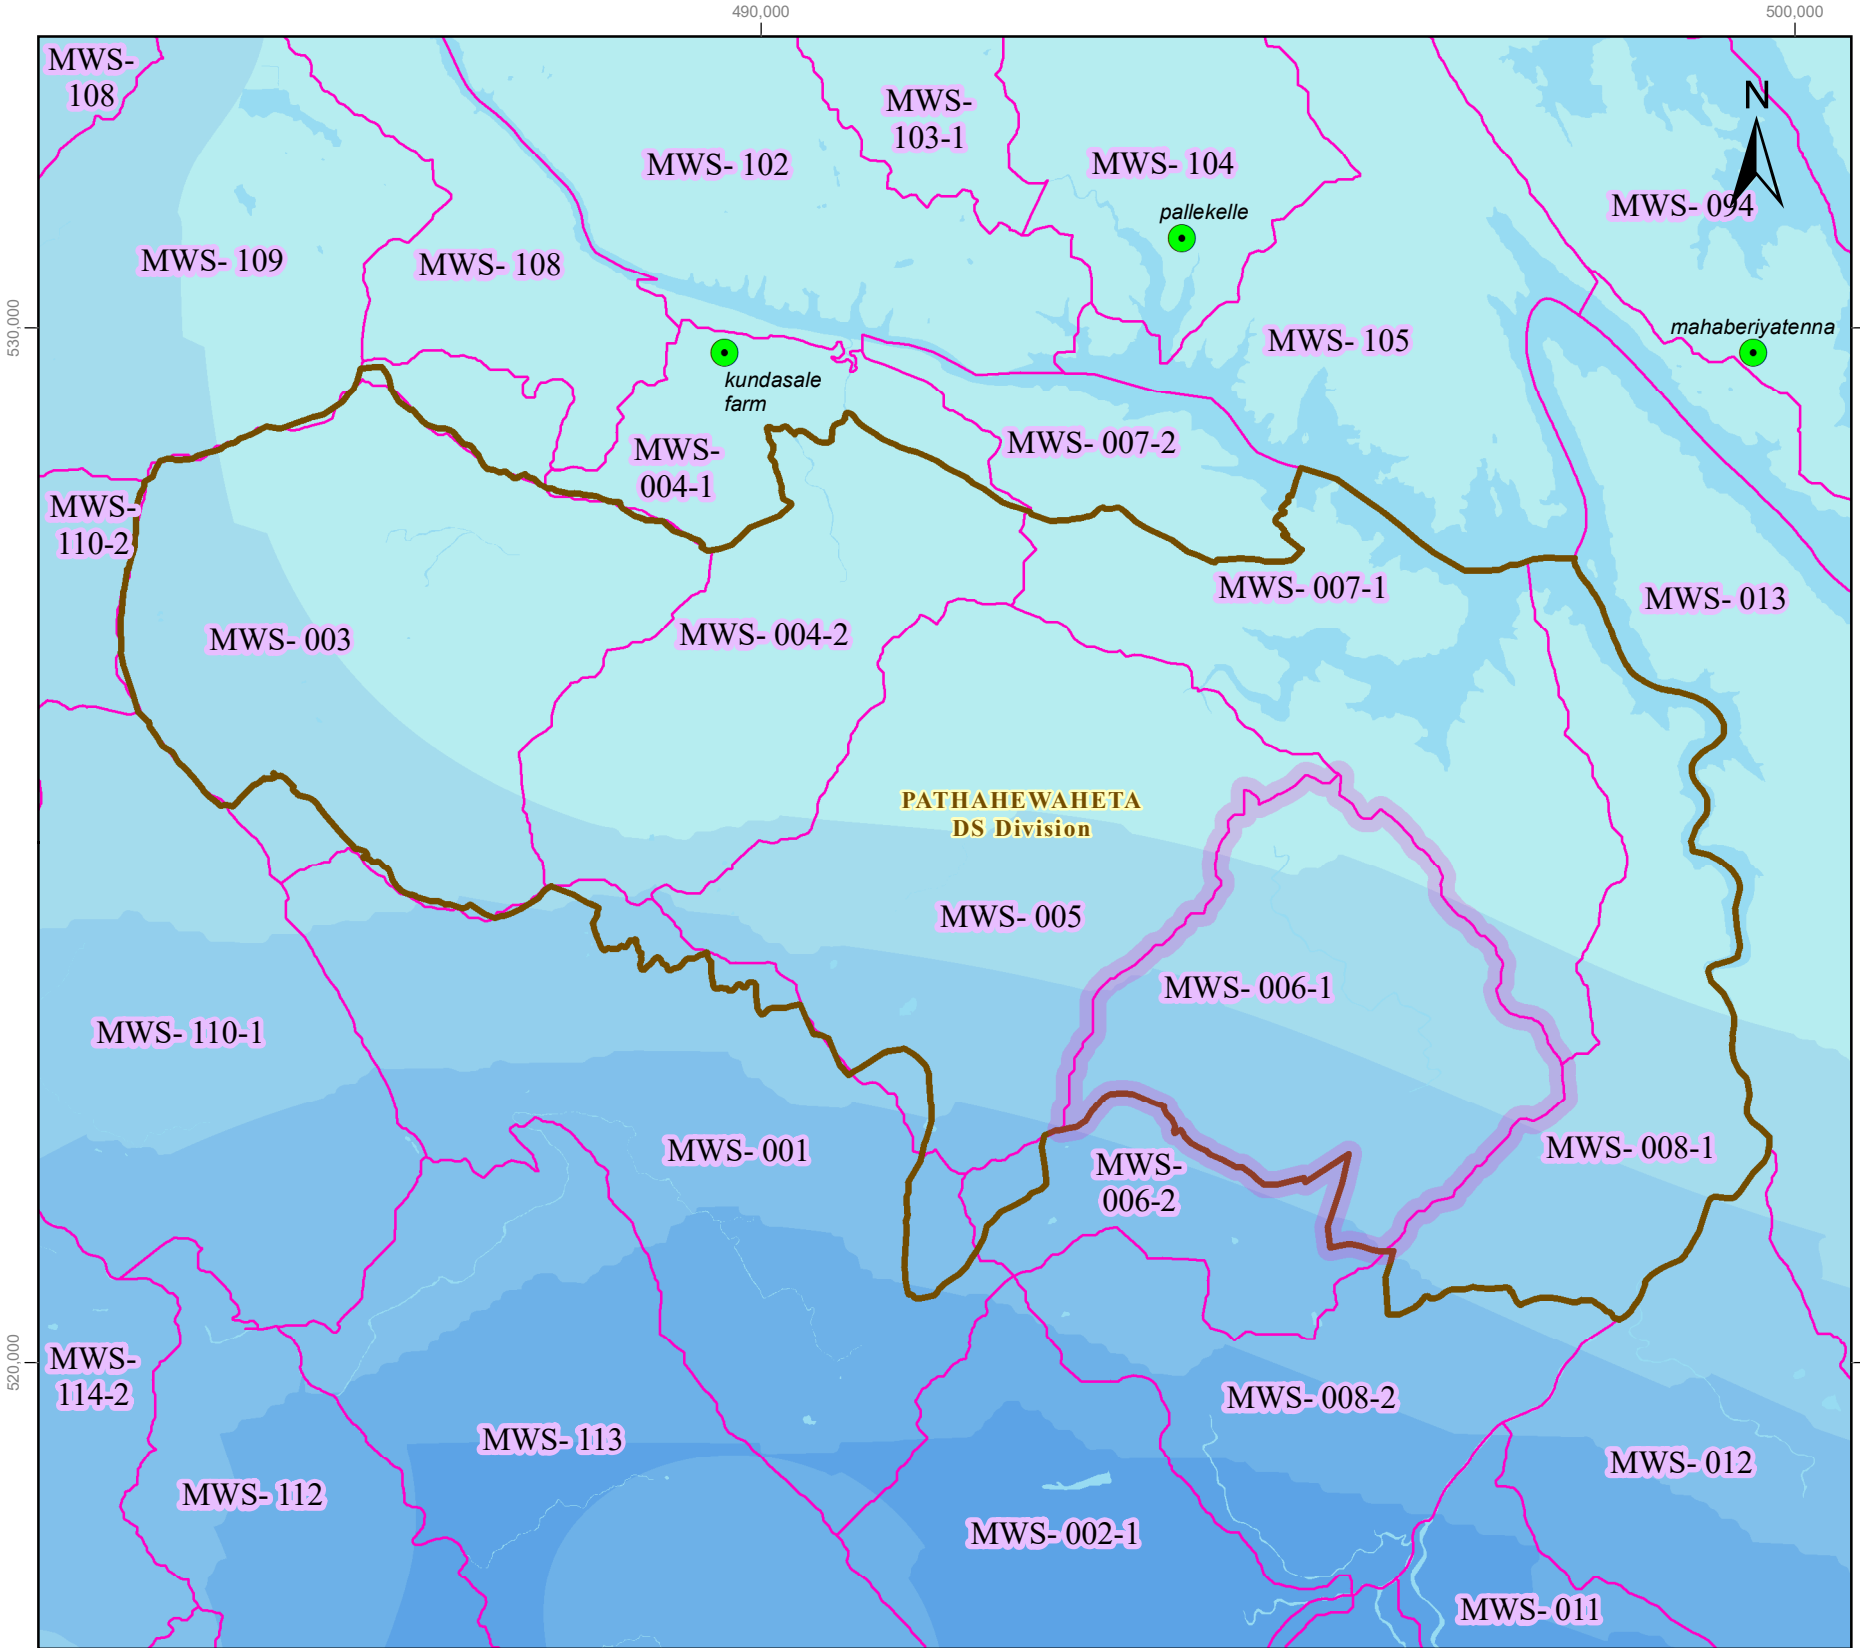 490,000
500,000
MWS-
108
MWS-
103-1
N
MWS- 102
MWS- 104
MWS- 094
pallekelle
MWS- 109
MWS- 108
530,000
mahaberiyatenna
MWS- 105
kundasale
farm
MWS-
004-1
MWS- 007-2
MWS-
110-2
MWS- 007-1
MWS- 013
MWS- 003
MWS- 004-2
PATHAHEWAHETA
DS Division
MWS- 005
MWS- 006-1
MWS- 110-1
MWS- 001
MWS-
006-2
MWS- 008-1
520,000
MWS-
114-2
MWS- 008-2
MWS- 113
MWS- 012
MWS- 112
MWS- 002-1
MWS- 011